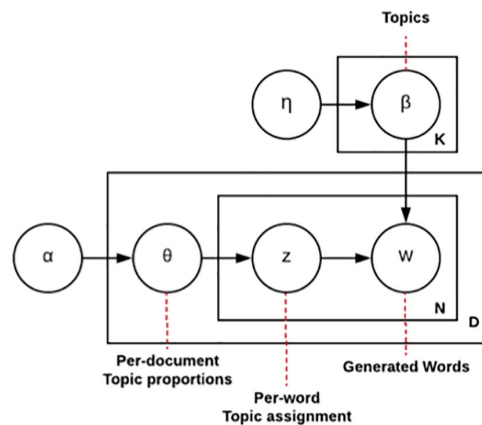 Topics
η
β
K
α
θ
z
w
N
D
Per-document
Topic proportions
Generated Words
Per-word
Topic assignment